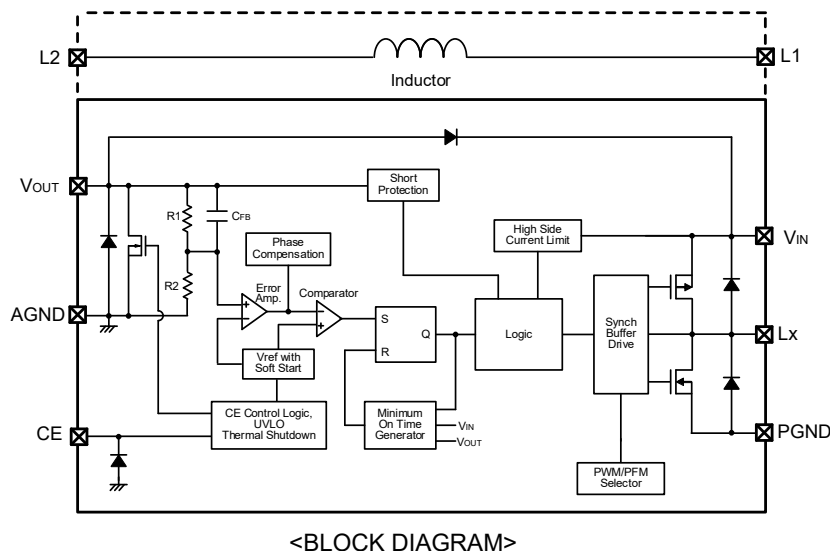 L2
L1
Inductor
VOUT
Short
Protection
R1
CFB
High Side
Current Limit
VIN
Phase
Compensation
R2
Error
Amp.
Comparator
AGND
S
Q
R
Logic
Synch
Buffer
Drive
Lx
Vref with
Soft Start
CE
CE Control Logic,
UVLO
Thermal Shutdown
Minimum
On Time
Generator
VIN
VOUT
PGND
PWM/PFM
Selector
<BLOCK DIAGRAM>